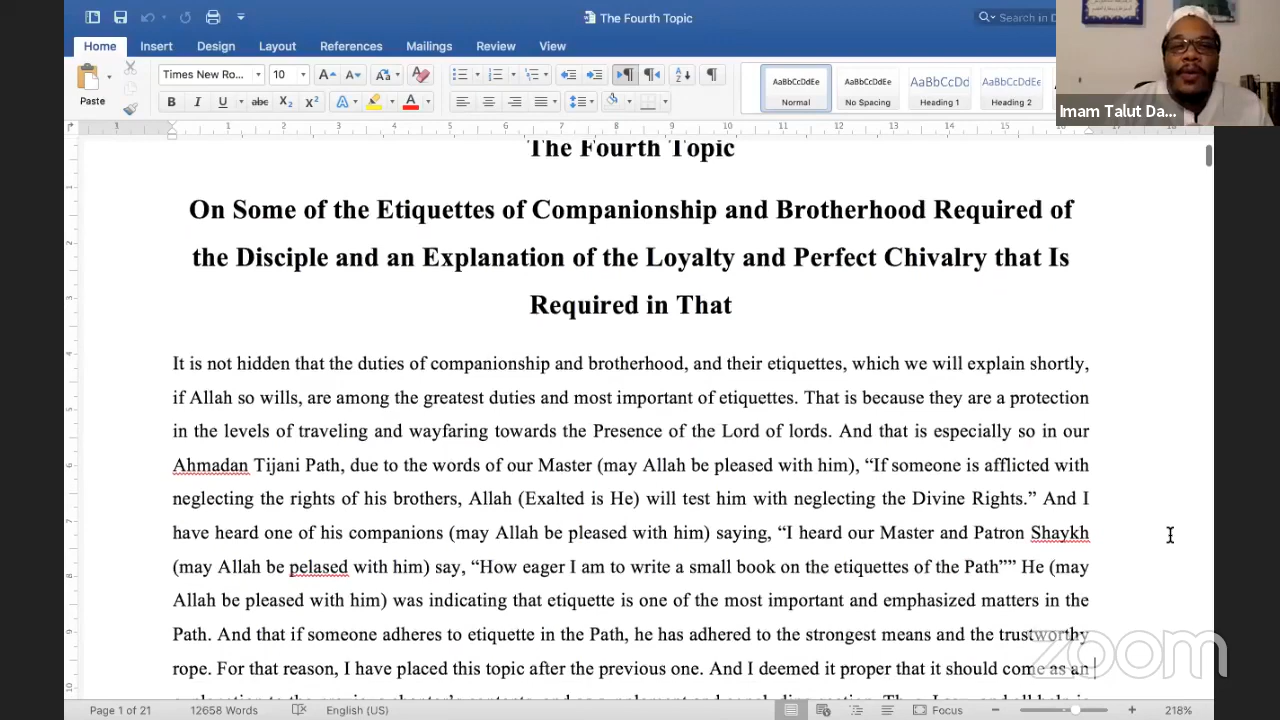 The Fourth Topic
Search in D
Home Insert Design Layout References Mailings Review View
Paste
Times New Ro... 10
AaBbCcDdEe AaBbCcDdEe AaBbCcDd AaBbCcDdEe
Normal No Spacing Heading 1 Heading 2
Imam Talut Da...
The Fourth Topic
On Some of the Etiquettes of Companionship and Brotherhood Required of
the Disciple and an Explanation of the Loyalty and Perfect Chivalry that Is
Required in That
It is not hidden that the duties of companionship and brotherhood, and their etiquettes, which we will explain shortly,
if Allah so wills, are among the greatest duties and most important of etiquettes. That is because they are a protection
in the levels of traveling and wayfaring towards the Presence of the Lord of lords. And that is especially so in our
Ahmadan Tijani Path, due to the words of our Master (may Allah be pleased with him), “If someone is afflicted with
neglecting the rights of his brothers, Allah (Exalted is He) will test him with neglecting the Divine Rights.” And I
have heard one of his companions (may Allah be pleased with him) saying, “I heard our Master and Patron Shaykh
(may Allah be pelased with him) say, “How eager I am to write a small book on the etiquettes of the Path”” He (may
Allah be pleased with him) was indicating that etiquette is one of the most important and emphasized matters in the
Path. And that if someone adheres to etiquette in the Path, he has adhered to the strongest means and the trustworthy
rope. For that reason, I have placed this topic after the previous one. And I deemed it proper that it should come as an
zoom
Page 1 of 21 12658 Words English (US) Focus 218%